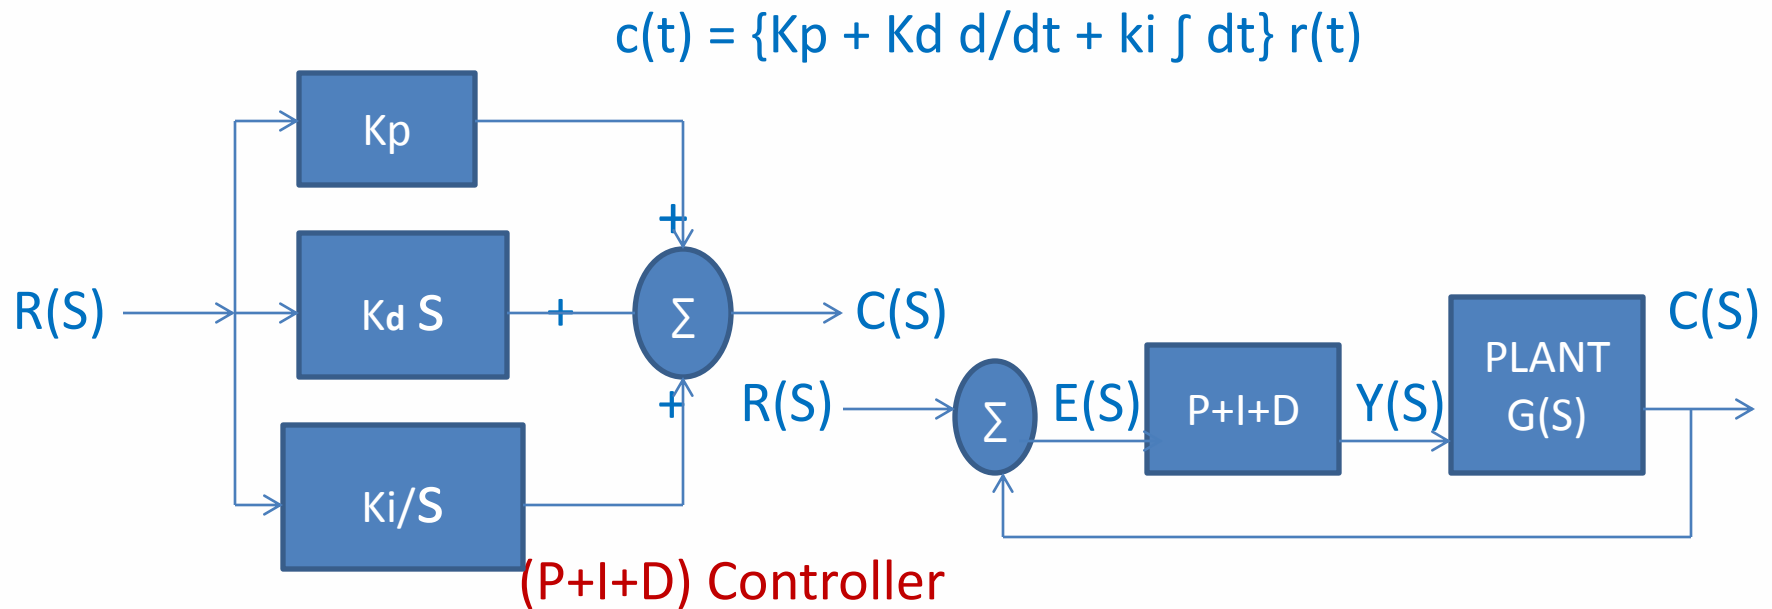 c(t) = {Kp + Kd d/dt + ki ∫ dt} r(t)
Kp
+
R(S)
Kd S
+
∑
C(S)
+
Ki/S
(P+I+D) Controller
R(S)
∑
E(S)
P+I+D
Y(S)
PLANT
G(S)
C(S)